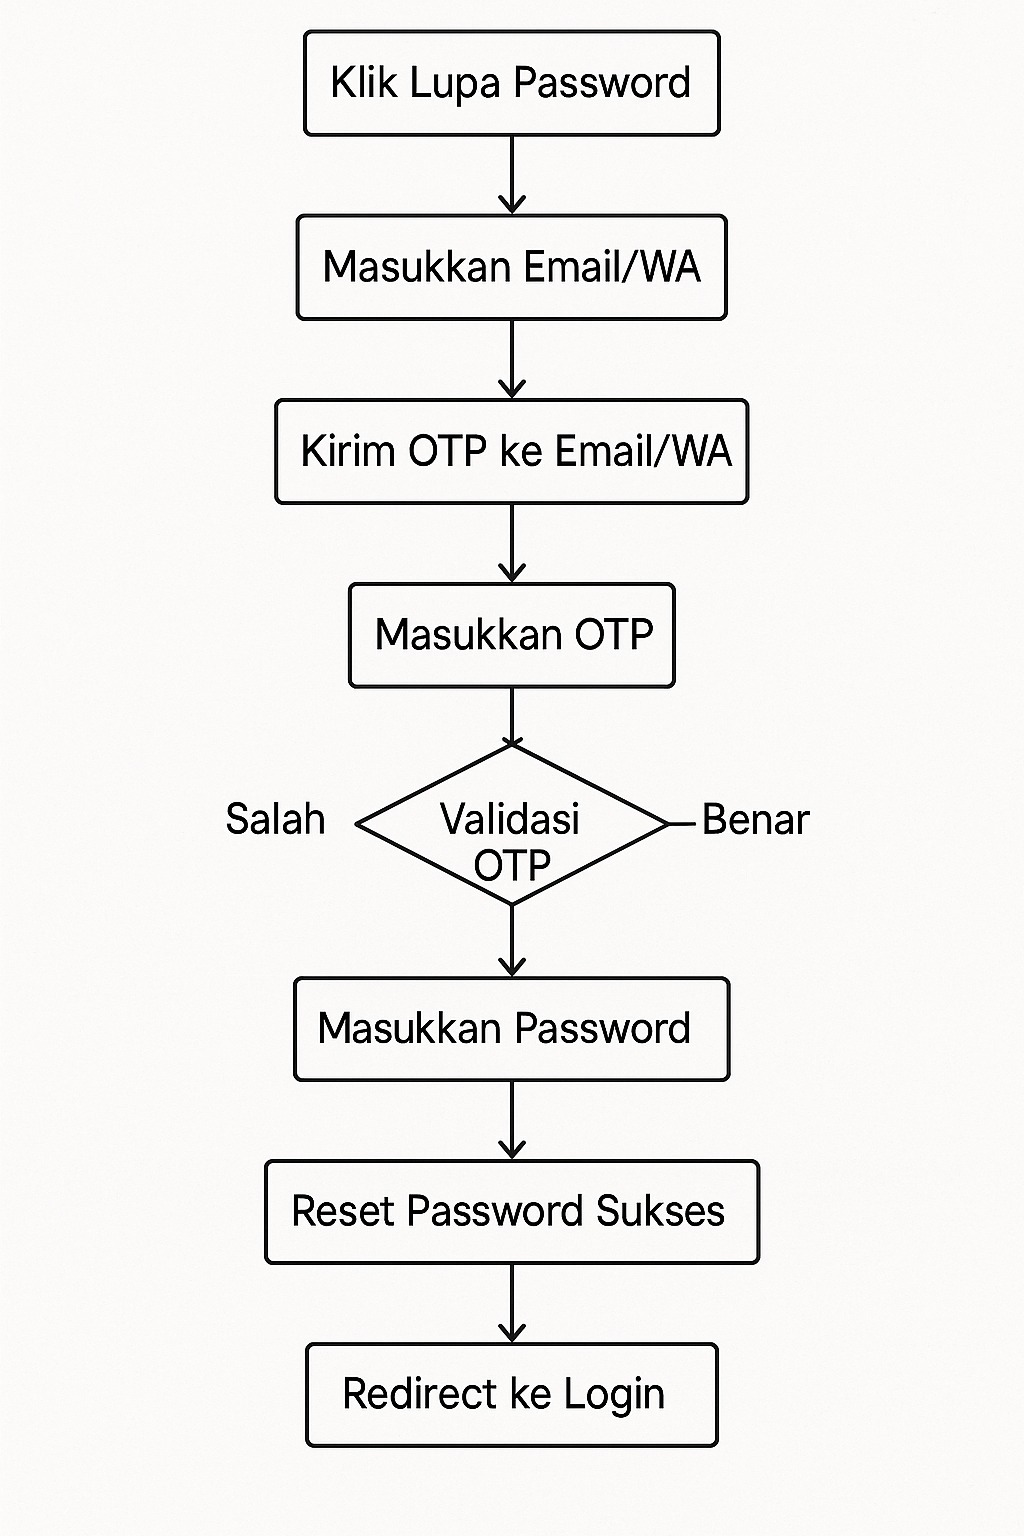 Klik Lupa Password
Masukkan Email/WA
Kirim OTP ke Email/WA
Masukkan OTP
Salah
Validasi
OTP
Benar
Masukkan Password
Reset Password Sukses
Redirect ke Login